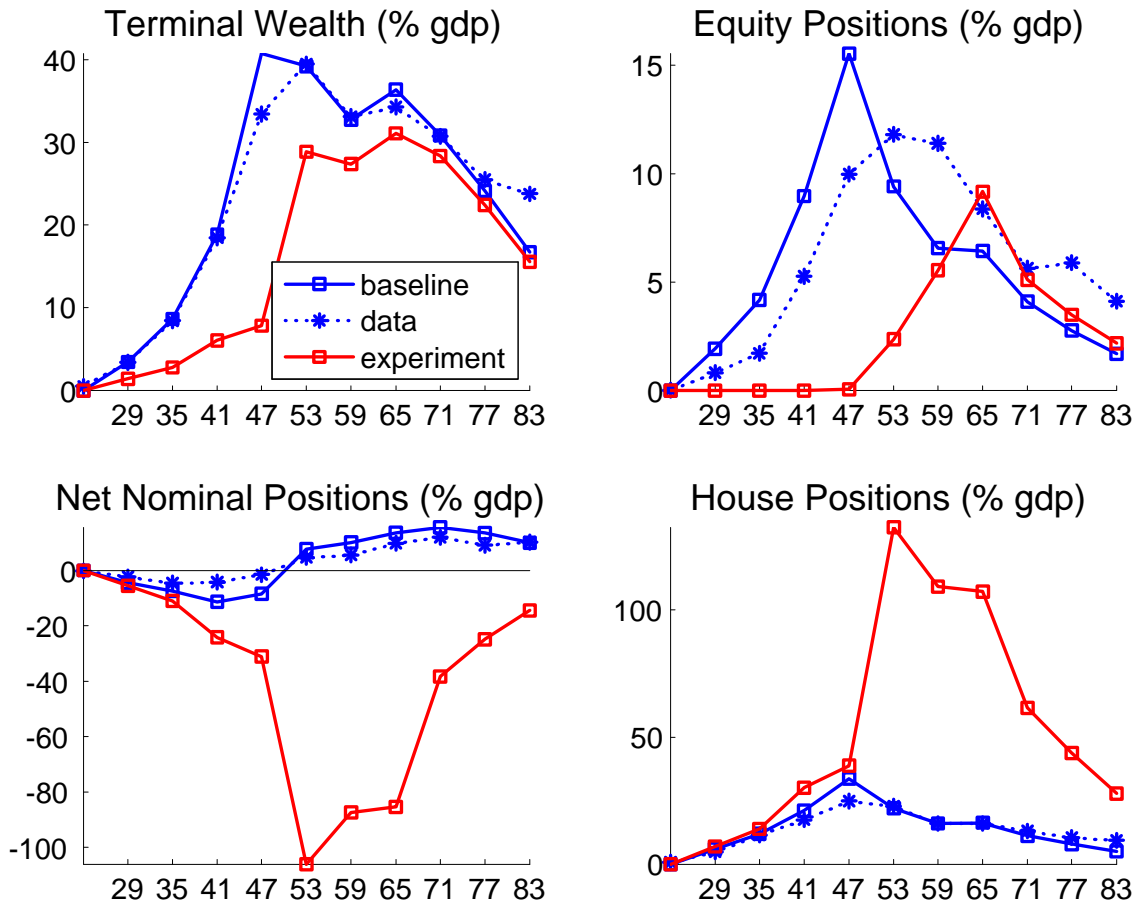 Terminal Wealth (% gdp)
40
30
20
10
0
29 35 41 47 53 59 65 71 77 83
baseline
data
experiment
Equity Positions (% gdp)
15
10
5
0
29 35 41 47 53 59 65 71 77 83
Net Nominal Positions (% gdp)
0
-20
-40
-60
-80
-100
29 35 41 47 53 59 65 71 77 83
House Positions (% gdp)
100
50
0
29 35 41 47 53 59 65 71 77 83